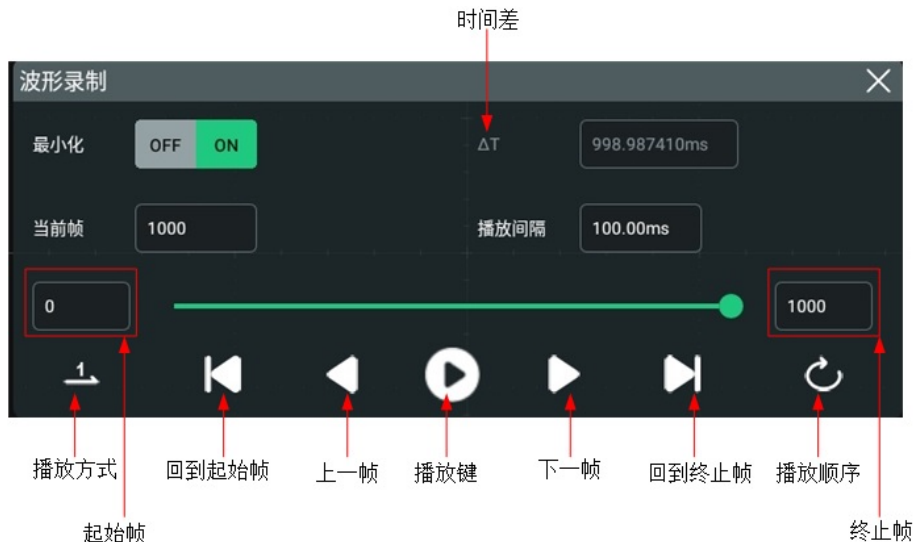 时间差
波形录制
最小化 OFF ON ΔT 998.987410ms
当前帧 1000 播放间隔 100.00ms
0 1000
1
播放方式 回到起始帧 上一帧 播放键 下一帧 回到终止帧 播放顺序
起始帧 终止帧